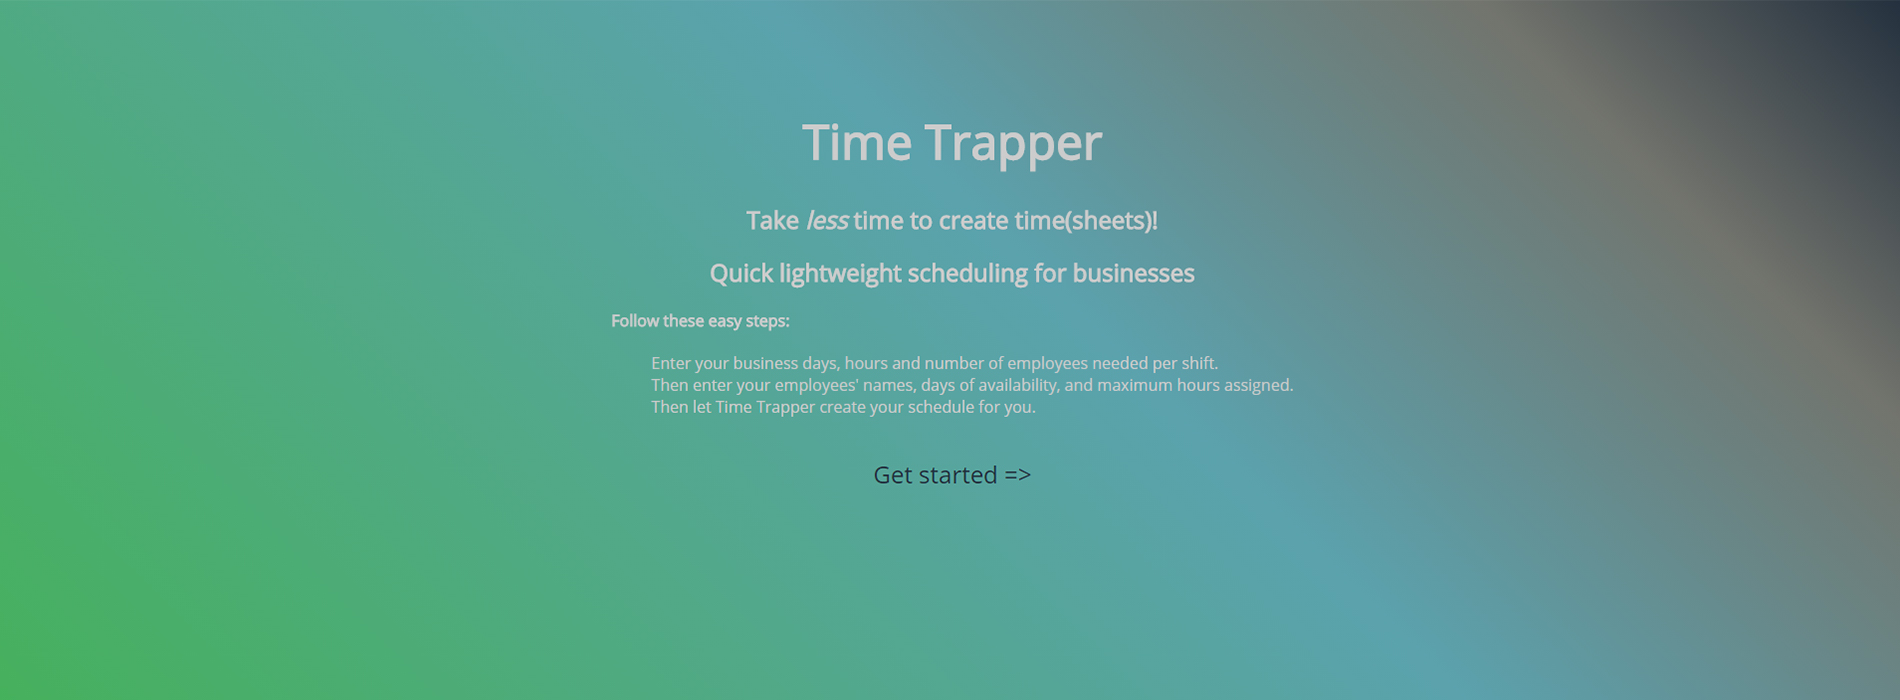 Time Trapper
Take less time to create time(sheets)!
Quick lightweight scheduling for businesses
Follow these easy steps:
Enter your business days, hours and number of employees needed per shift.
Then enter your employees' names, days of availability, and maximum hours assigned.
Then let Time Trapper create your schedule for you.
Get started =>